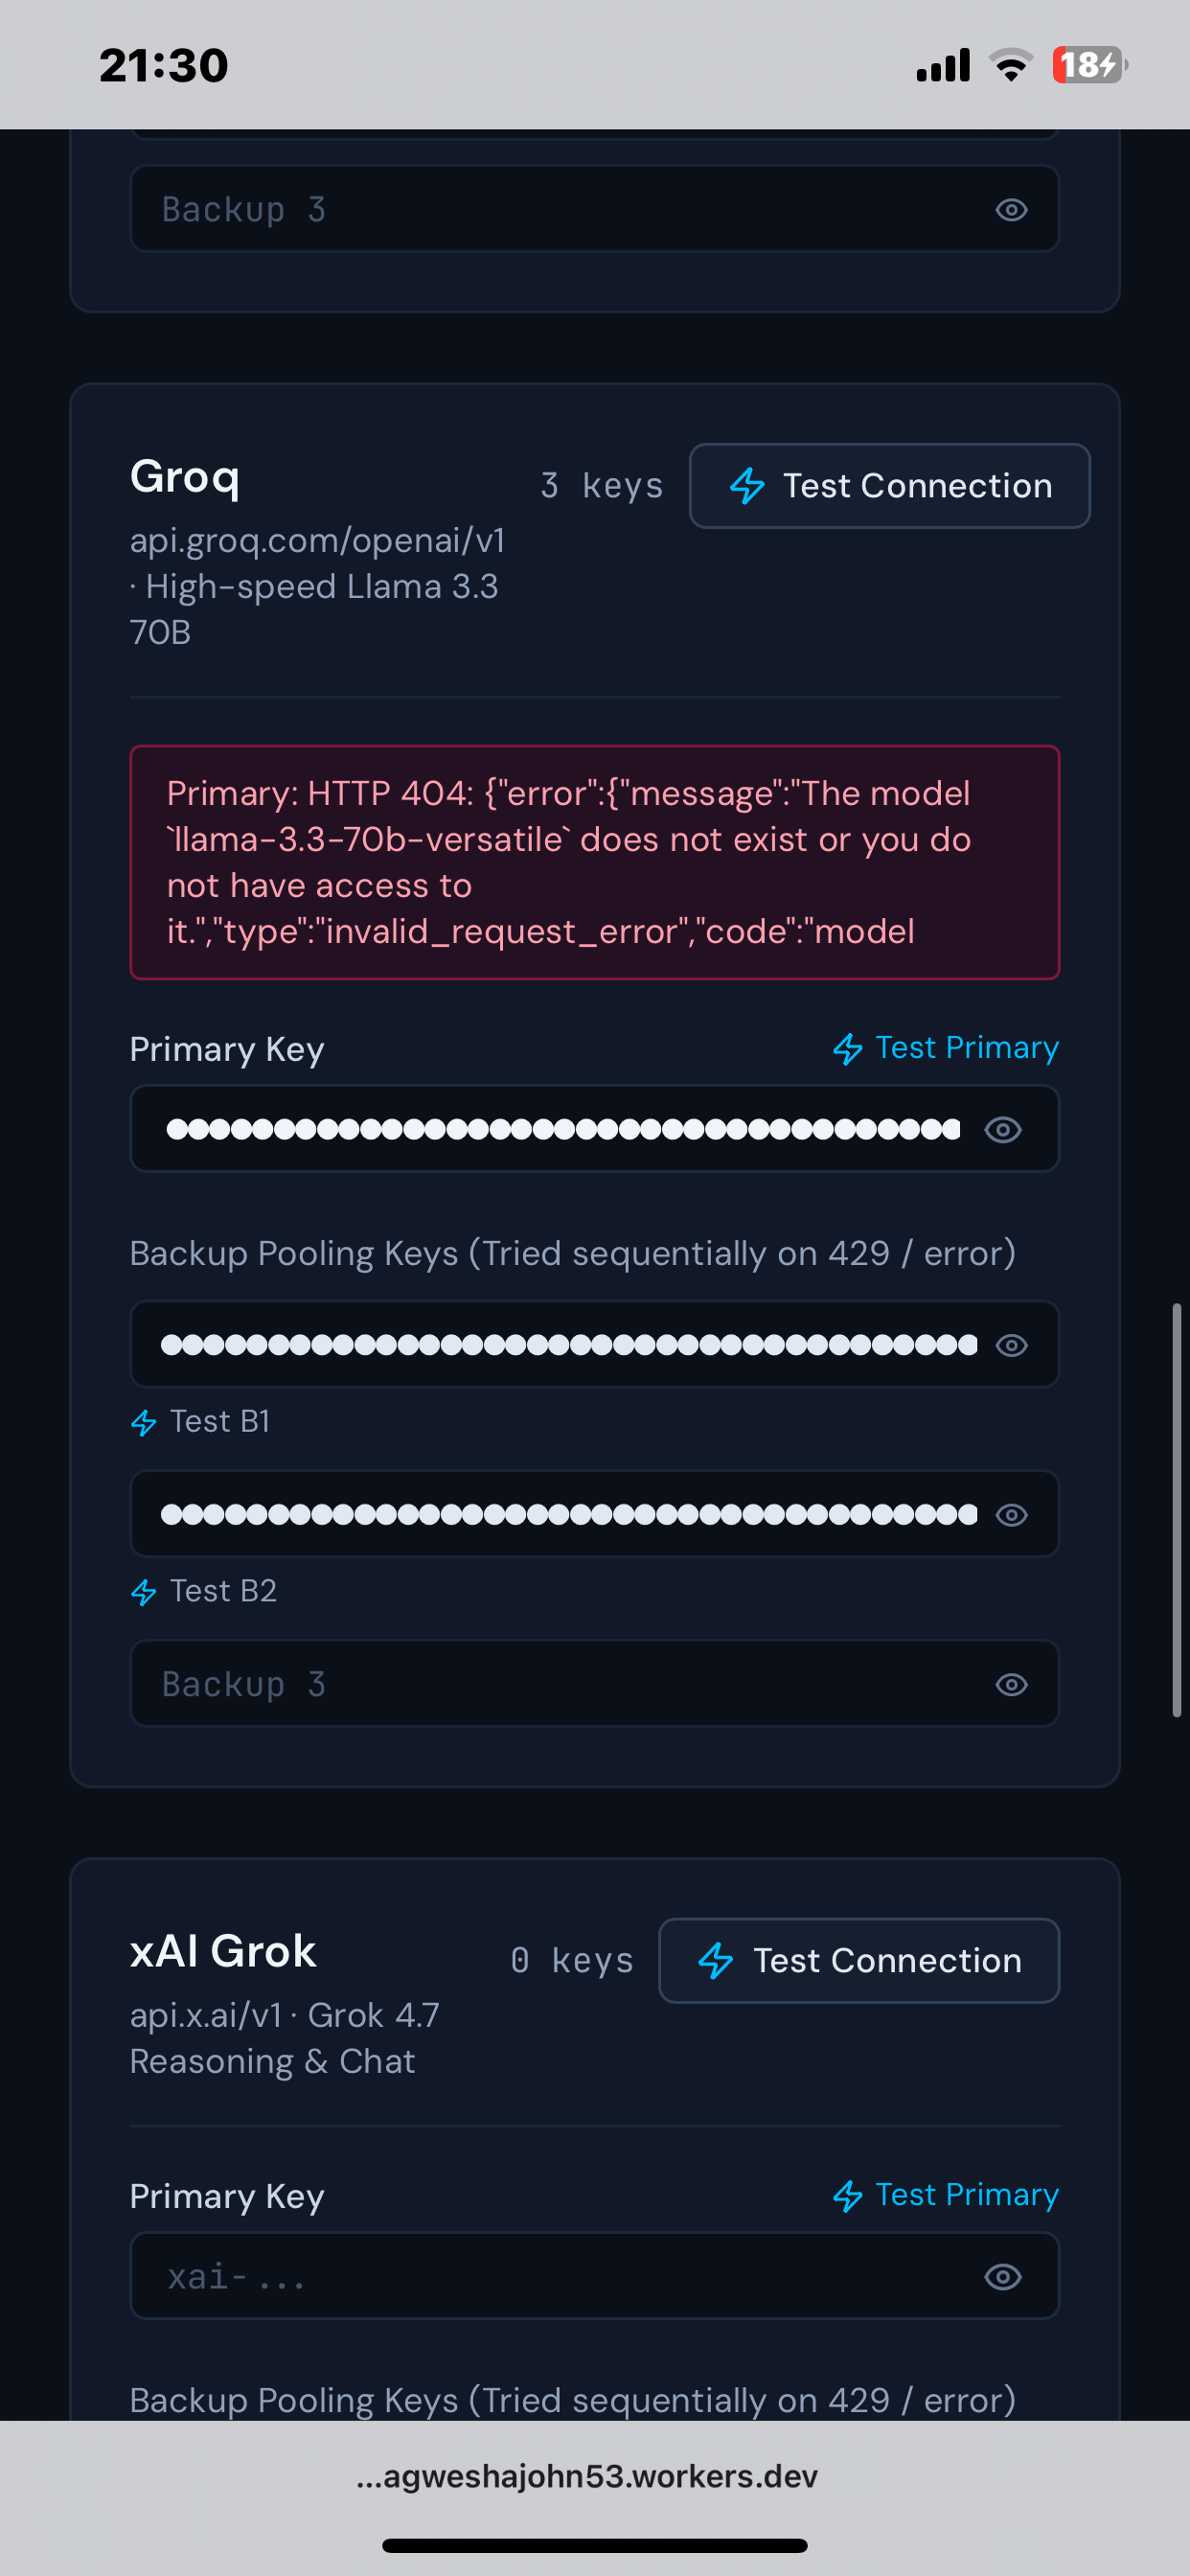 21:30
18
Backup 3
Groq
3 keys
Test Connection
api.groq.com/openai/v1
· High-speed Llama 3.3
70B
Primary: HTTP 404: {"error":{"message":"The model
`llama-3.3-70b-versatile` does not exist or you do
not have access to
it.","type":"invalid_request_error","code":"model
Primary Key
Test Primary
Backup Pooling Keys (Tried sequentially on 429 / error)
Test B1
Test B2
Backup 3
xAI Grok
0 keys
Test Connection
api.x.ai/v1 · Grok 4.7
Reasoning & Chat
Primary Key
Test Primary
xai-...
Backup Pooling Keys (Tried sequentially on 429 / error)
...agweshajohn53.workers.dev